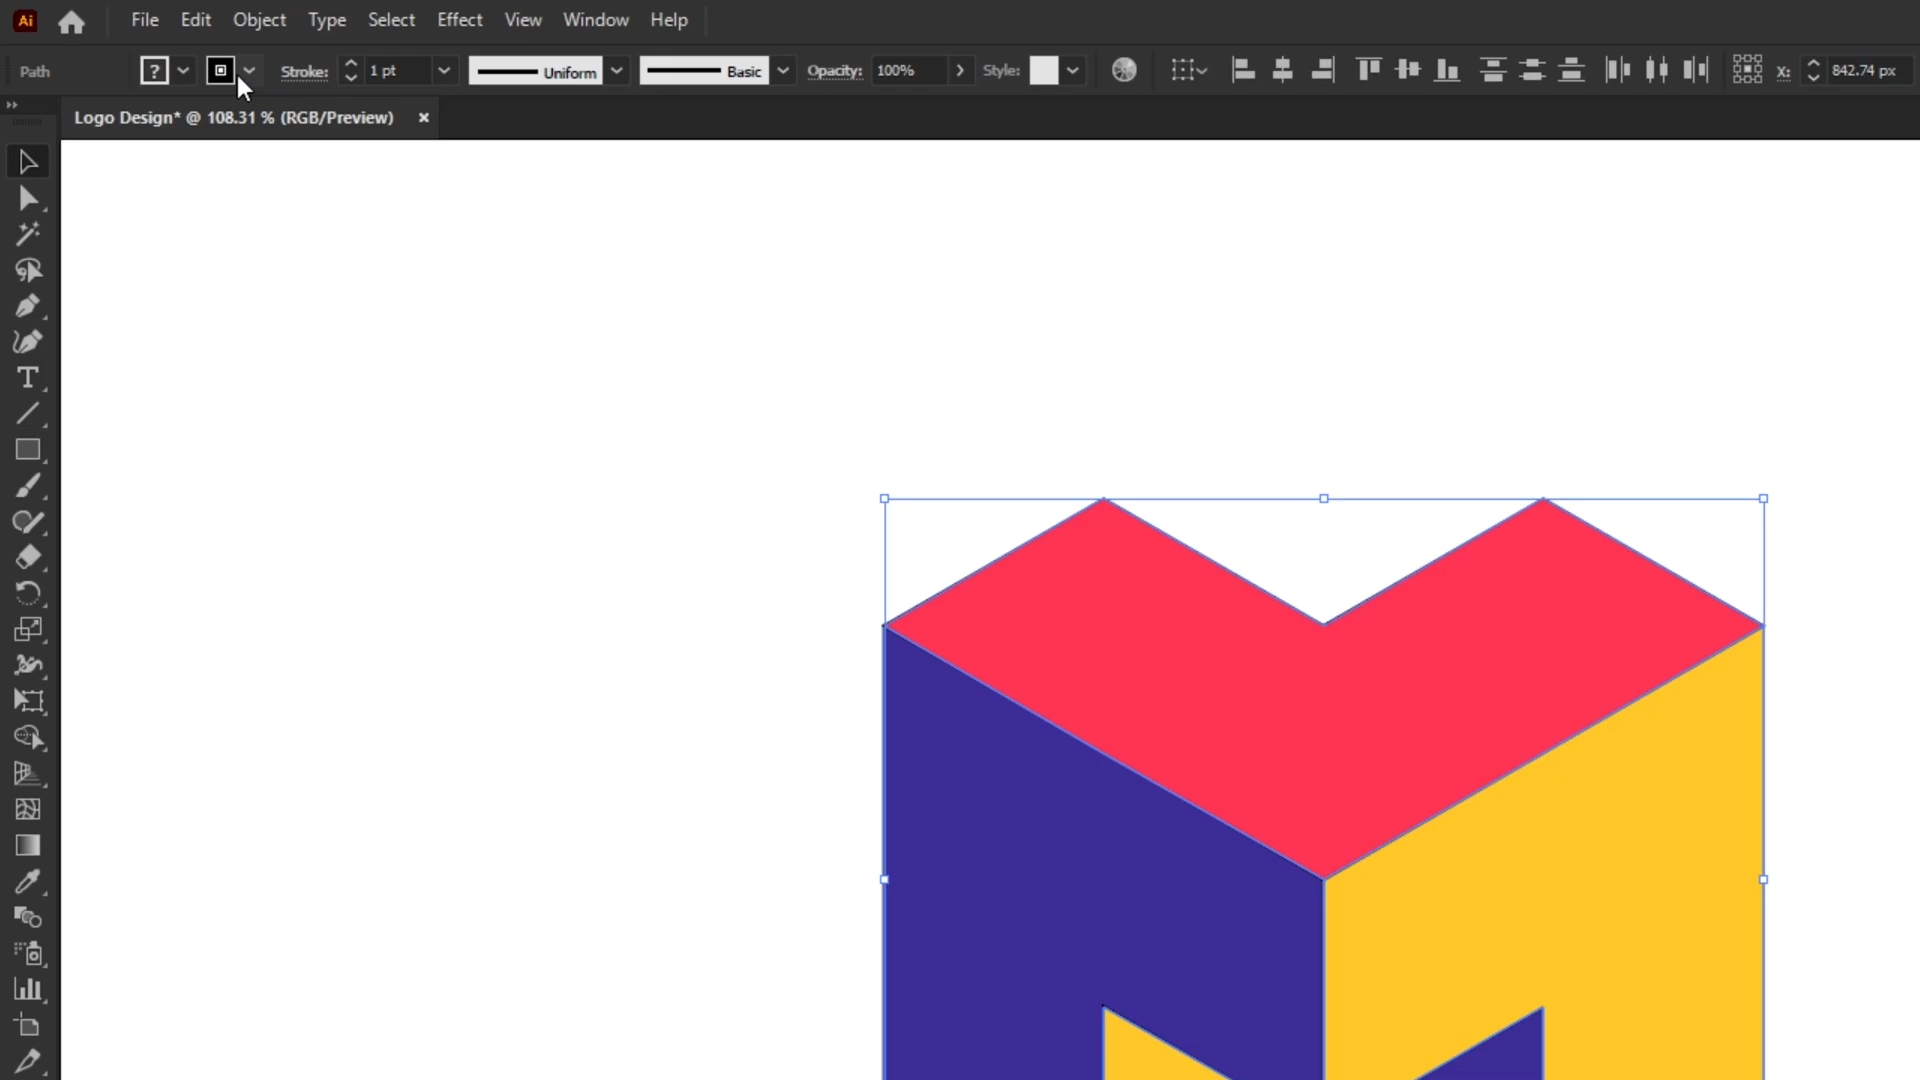 Ai File Edit Object Type Select Effect View Window Help
Path ? Stroke: 1 pt Uniform Basic Opacity: 100% Style: X: 842.74 px
Logo Design* @ 108.31 % (RGB/Preview) ×